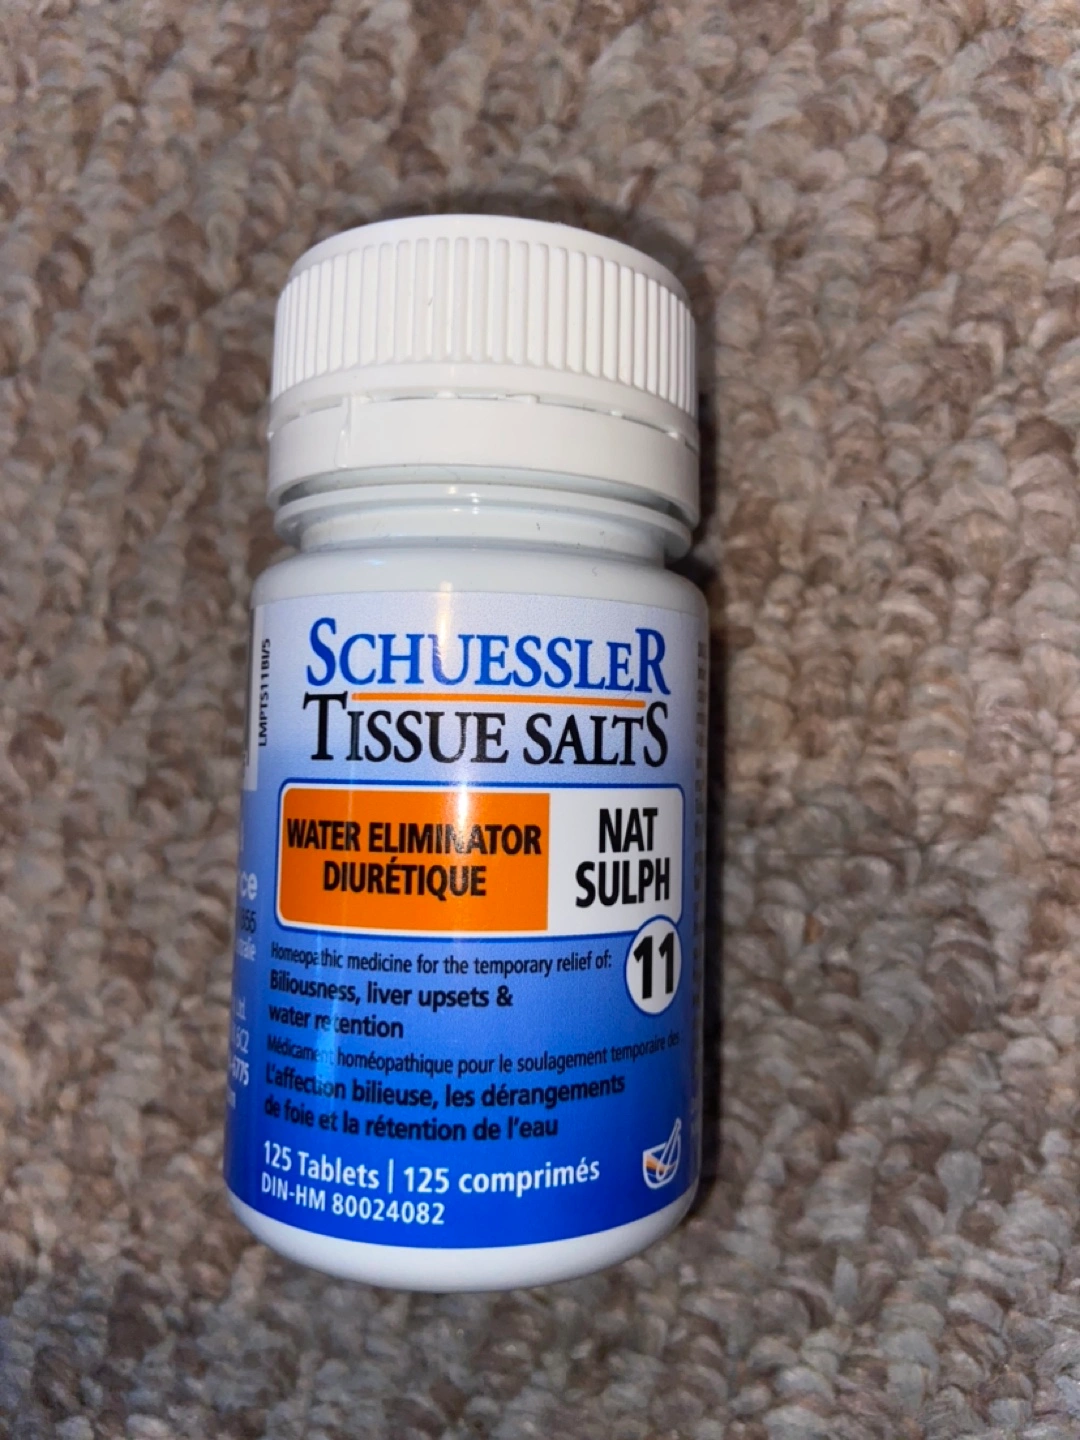 SCHUESSLER
TISSUE SALTS
WATER ELIMINATOR
DIURÉTIQUE
NAT
SULPH
11
Homeopathic medicine for the temporary relief of:
Biliousness, liver upsets &
water retention
Médicament homéopathique pour le soulagement temporaire des
L'affection bilieuse, les dérangements
de foie et la rétention de l'eau
125 Tablets | 125 comprimés
DIN-HM 80024082
LMPTS11BI/5